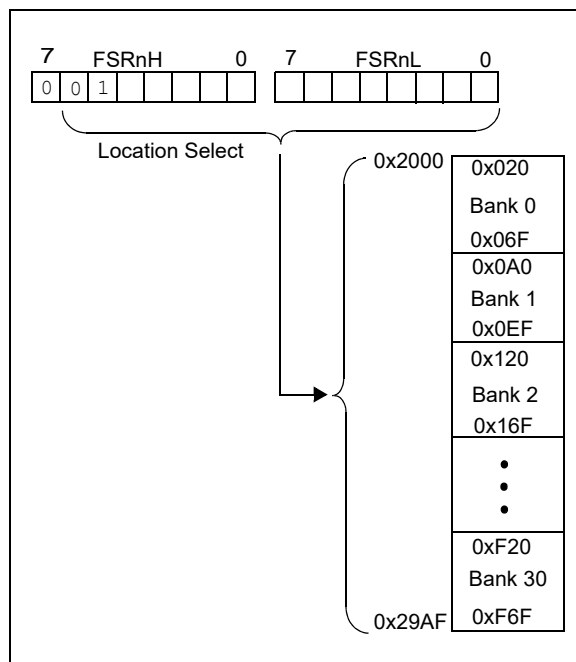 7 FSRnH 0 7 FSRnL 0
0 0 1
Location Select
0x2000
0x020
Bank 0
0x06F
0x0A0
Bank 1
0x0EF
0x120
Bank 2
0x16F
0xF20
Bank 30
0x29AF
0xF6F